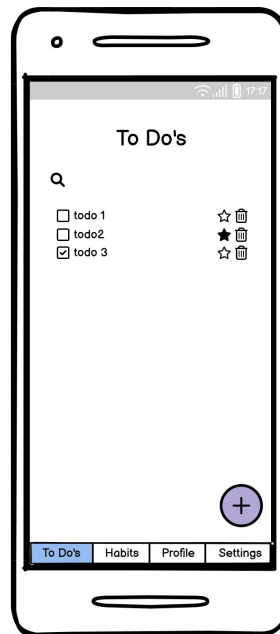 17:17
To Do's
todo 1
todo2
todo 3
To Do's Habits Profile Settings